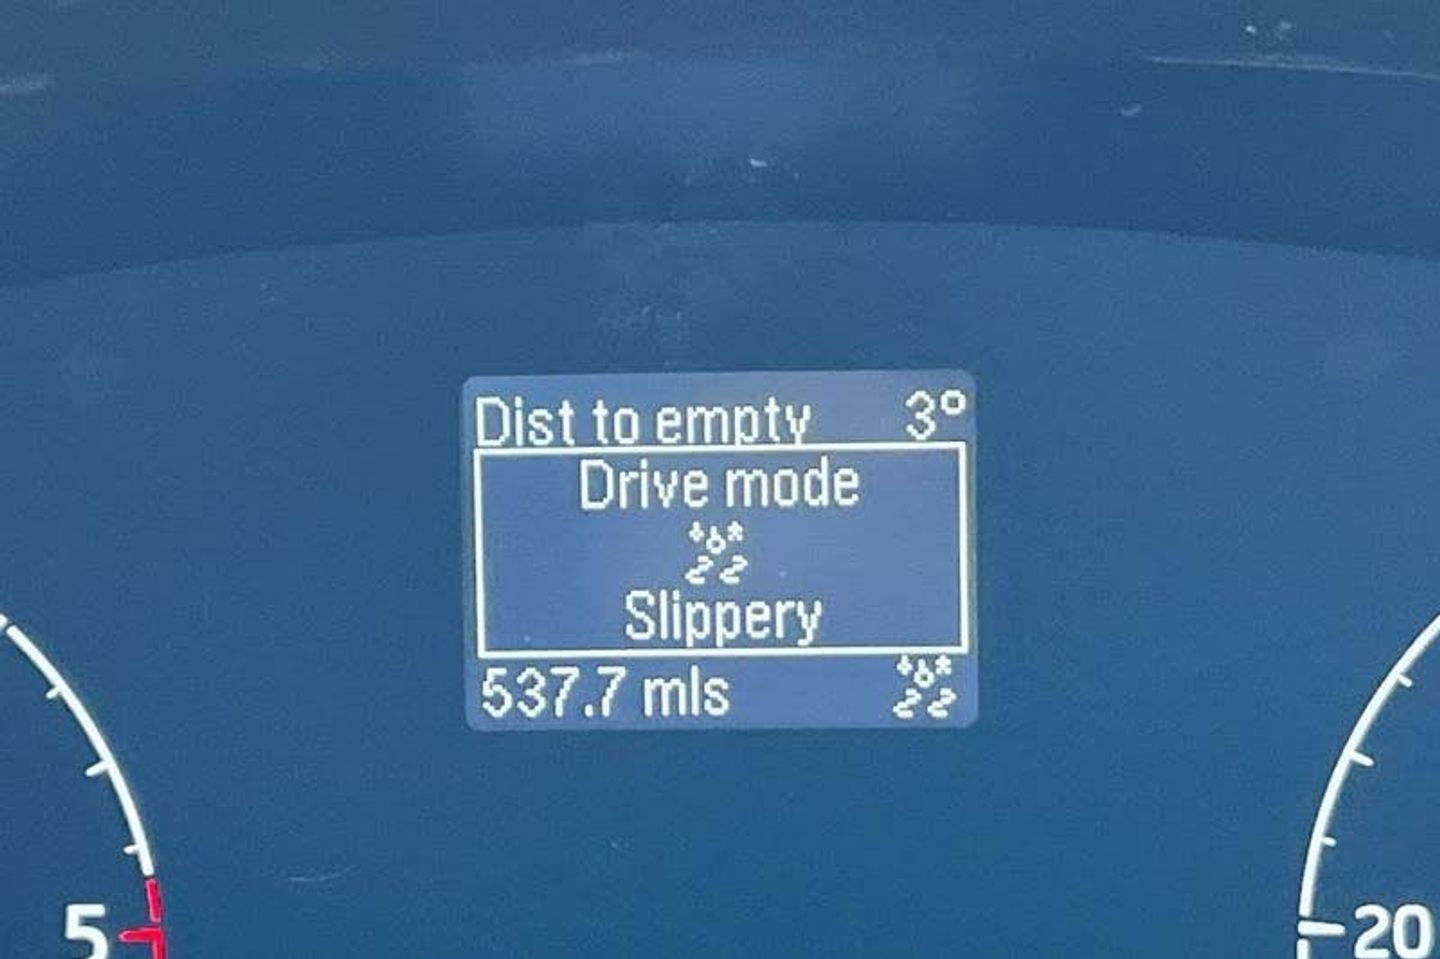 Dist to empty 3°
Drive mode
Slippery
537.7 mls
5
20